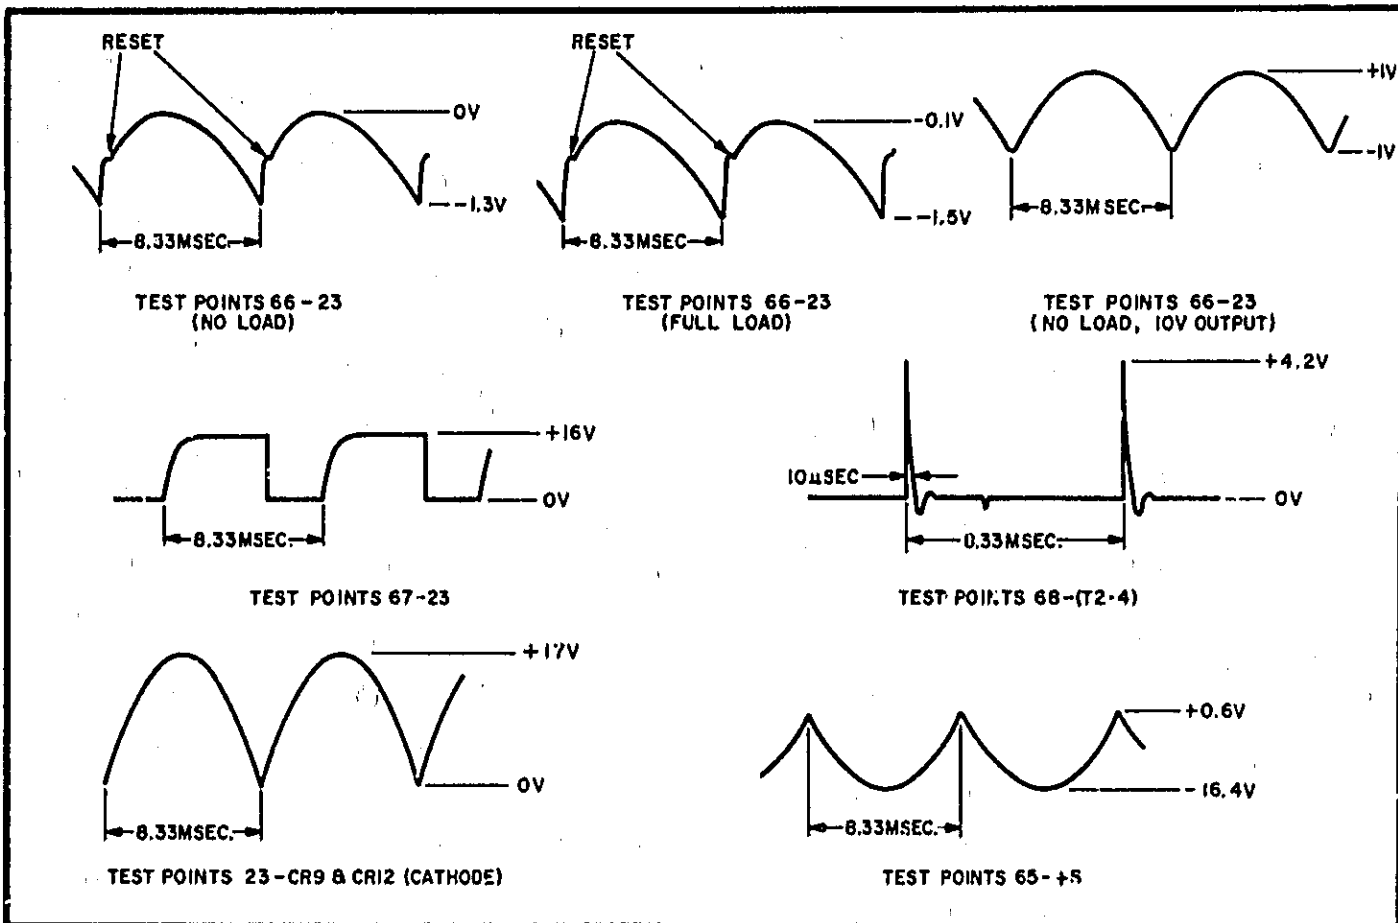 RESET
0V
-1.3V
8.33MSEC.
TEST POINTS 66-23
(NO LOAD)
RESET
-0.1V
-1.5V
8.33MSEC.
TEST POINTS 66-23
(FULL LOAD)
+1V
-1V
8.33MSEC.
TEST POINTS 66-23
(NO LOAD, 10V OUTPUT)
+16V
0V
8.33MSEC.
TEST POINTS 67-23
+4.2V
10µSEC
0V
8.33MSEC.
TEST POINTS 68-(T2-4)
+17V
0V
8.33MSEC.
TEST POINTS 23-CR9 & CR12 (CATHODE)
+0.6V
-16.4V
8.33MSEC.
TEST POINTS 65-+S